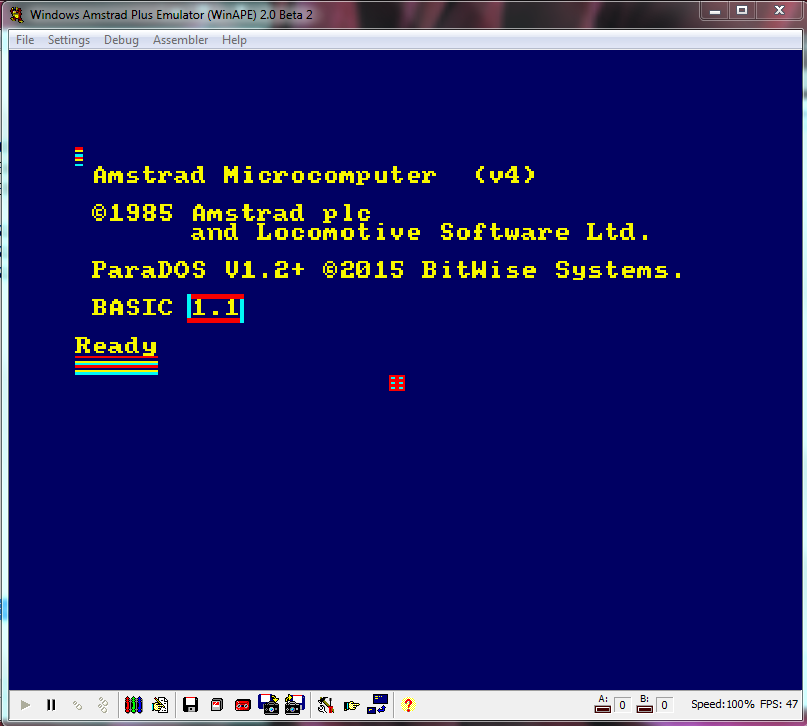 Windows Amstrad Plus Emulator (WinAPE) 2.0 Beta 2
File Settings Debug Assembler Help
Amstrad Microcomputer (v4)
©1985 Amstrad plc
and Locomotive Software Ltd.
ParaDOS V1.2+ ©2015 BitWise Systems.
BASIC 1.1
Ready
A: 0 B: 0 Speed:100% FPS: 47